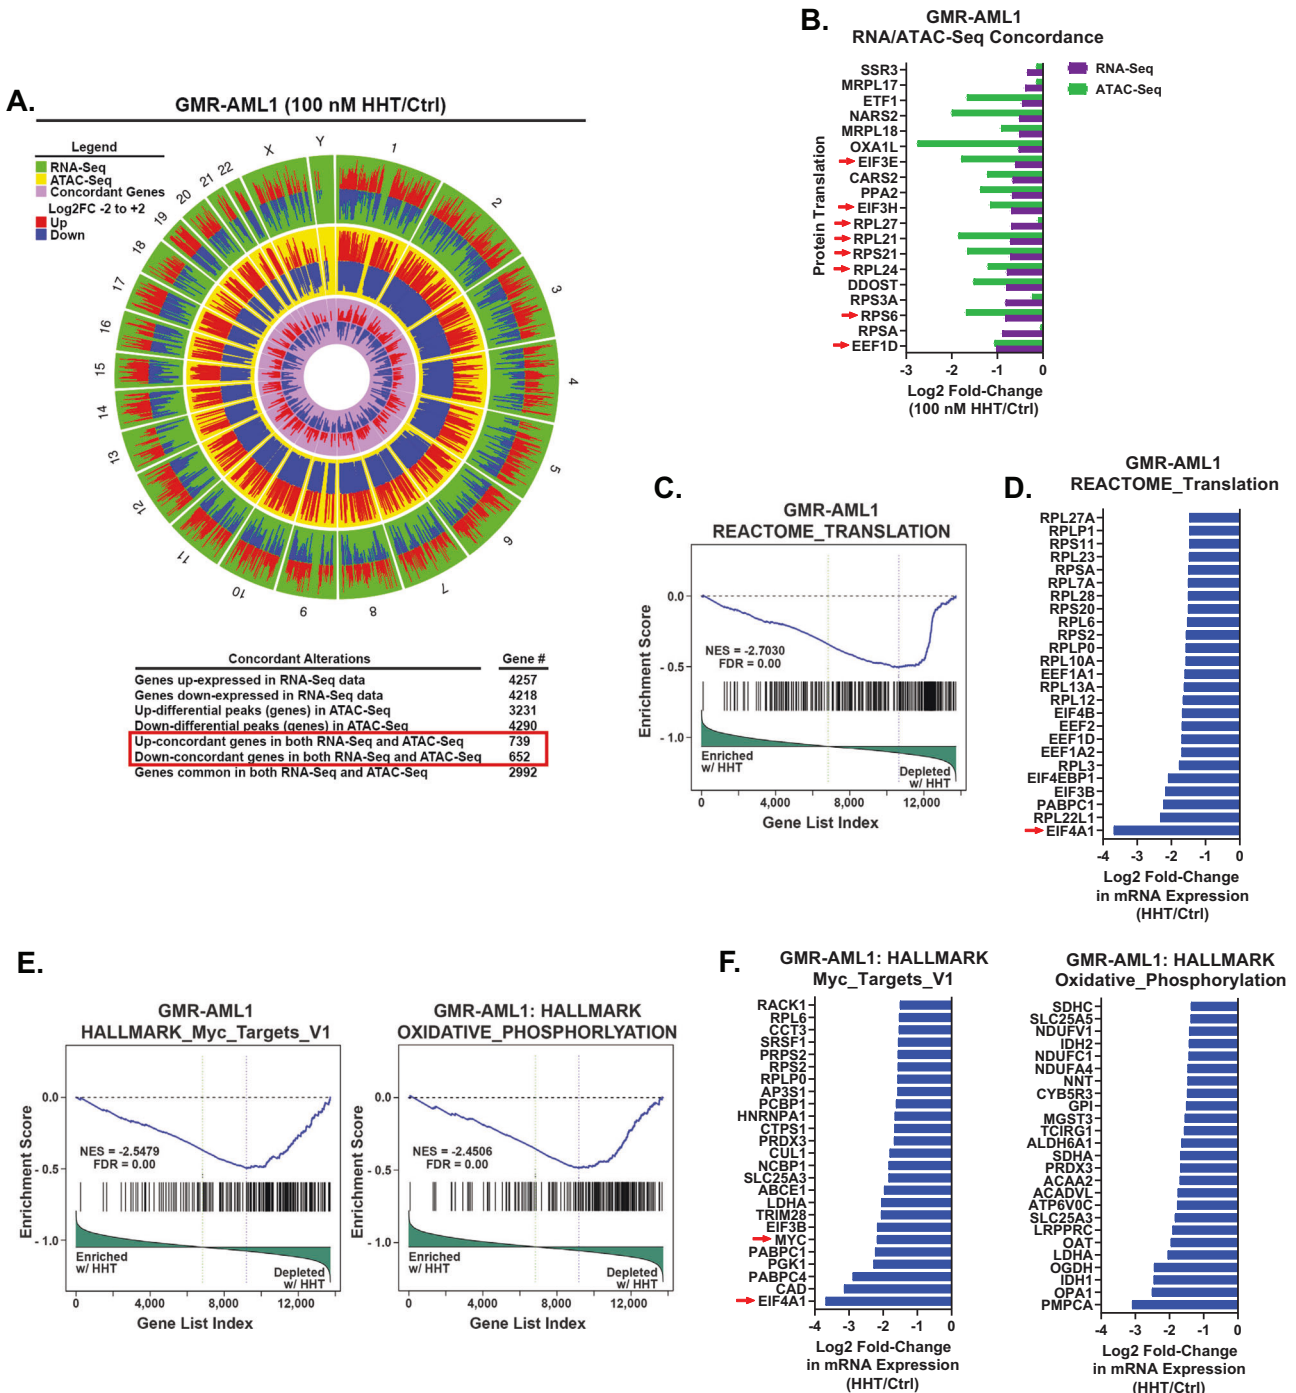 A.
GMR-AML1 (100 nM HHT/Ctrl)
Legend
RNA-Seq
ATAC-Seq
Concordant Genes
Log2FC -2 to +2
Up
Down
1
2
3
4
5
6
7
8
9
10
11
12
13
14
15
16
17
18
19
20
21
22
X
Y
Concordant Alterations Gene #
Genes up-expressed in RNA-Seq data 4257
Genes down-expressed in RNA-Seq data 4218
Up-differential peaks (genes) in ATAC-Seq 3231
Down-differential peaks (genes) in ATAC-Seq 4290
Up-concordant genes in both RNA-Seq and ATAC-Seq 739
Down-concordant genes in both RNA-Seq and ATAC-Seq 652
Genes common in both RNA-Seq and ATAC-Seq 2992
B.
GMR-AML1
RNA/ATAC-Seq Concordance
RNA-Seq
ATAC-Seq
Protein Translation
SSR3
MRPL17
ETF1
NARS2
MRPL18
OXA1L
EIF3E
CARS2
PPA2
EIF3H
RPL27
RPL21
RPS21
RPL24
DDOST
RPS3A
RPS6
RPSA
EEF1D
-3 -2 -1 0
Log2 Fold-Change
(100 nM HHT/Ctrl)
C.
GMR-AML1
REACTOME_TRANSLATION
Enrichment Score
0.0
-0.5
-1.0
NES = -2.7030
FDR = 0.00
Enriched
w/ HHT
Depleted
w/ HHT
0 4,000 8,000 12,000
Gene List Index
D.
GMR-AML1
REACTOME_Translation
RPL27A
RPLP1
RPS11
RPL23
RPSA
RPL7A
RPL28
RPS20
RPL6
RPS2
RPLP0
RPL10A
EEF1A1
RPL13A
RPL12
EIF4B
EEF2
EEF1D
EEF1A2
RPL3
EIF4EBP1
EIF3B
PABPC1
RPL22L1
EIF4A1
-4 -3 -2 -1 0
Log2 Fold-Change
in mRNA Expression
(HHT/Ctrl)
E.
GMR-AML1
HALLMARK_Myc_Targets_V1
Enrichment Score
0.0
-0.5
-1.0
NES = -2.5479
FDR = 0.00
Enriched
w/ HHT
Depleted
w/ HHT
0 4,000 8,000 12,000
Gene List Index
GMR-AML1: HALLMARK
OXIDATIVE_PHOSPHORLYATION
Enrichment Score
0.0
-0.5
-1.0
NES = -2.4506
FDR = 0.00
Enriched
w/ HHT
Depleted
w/ HHT
0 4,000 8,000 12,000
Gene List Index
F.
GMR-AML1: HALLMARK
Myc_Targets_V1
RACK1
RPL6
CCT3
SRSF1
PRPS2
RPS2
RPLP0
AP3S1
PCBP1
HNRNPA1
CTPS1
PRDX3
CUL1
NCBP1
SLC25A3
ABCE1
LDHA
TRIM28
EIF3B
MYC
PABPC1
PGK1
PABPC4
CAD
EIF4A1
-4 -3 -2 -1 0
Log2 Fold-Change
in mRNA Expression
(HHT/Ctrl)
GMR-AML1: HALLMARK
Oxidative_Phosphorylation
SDHC
SLC25A5
NDUFV1
IDH2
NDUFC1
NDUFA4
NNT
CYB5R3
GPI
MGST3
TCIRG1
ALDH6A1
SDHA
PRDX3
ACAA2
ACADVL
ATP6V0C
SLC25A3
LRPPRC
OAT
LDHA
OGDH
IDH1
OPA1
PMPCA
-4 -3 -2 -1 0
Log2 Fold-Change
in mRNA Expression
(HHT/Ctrl)